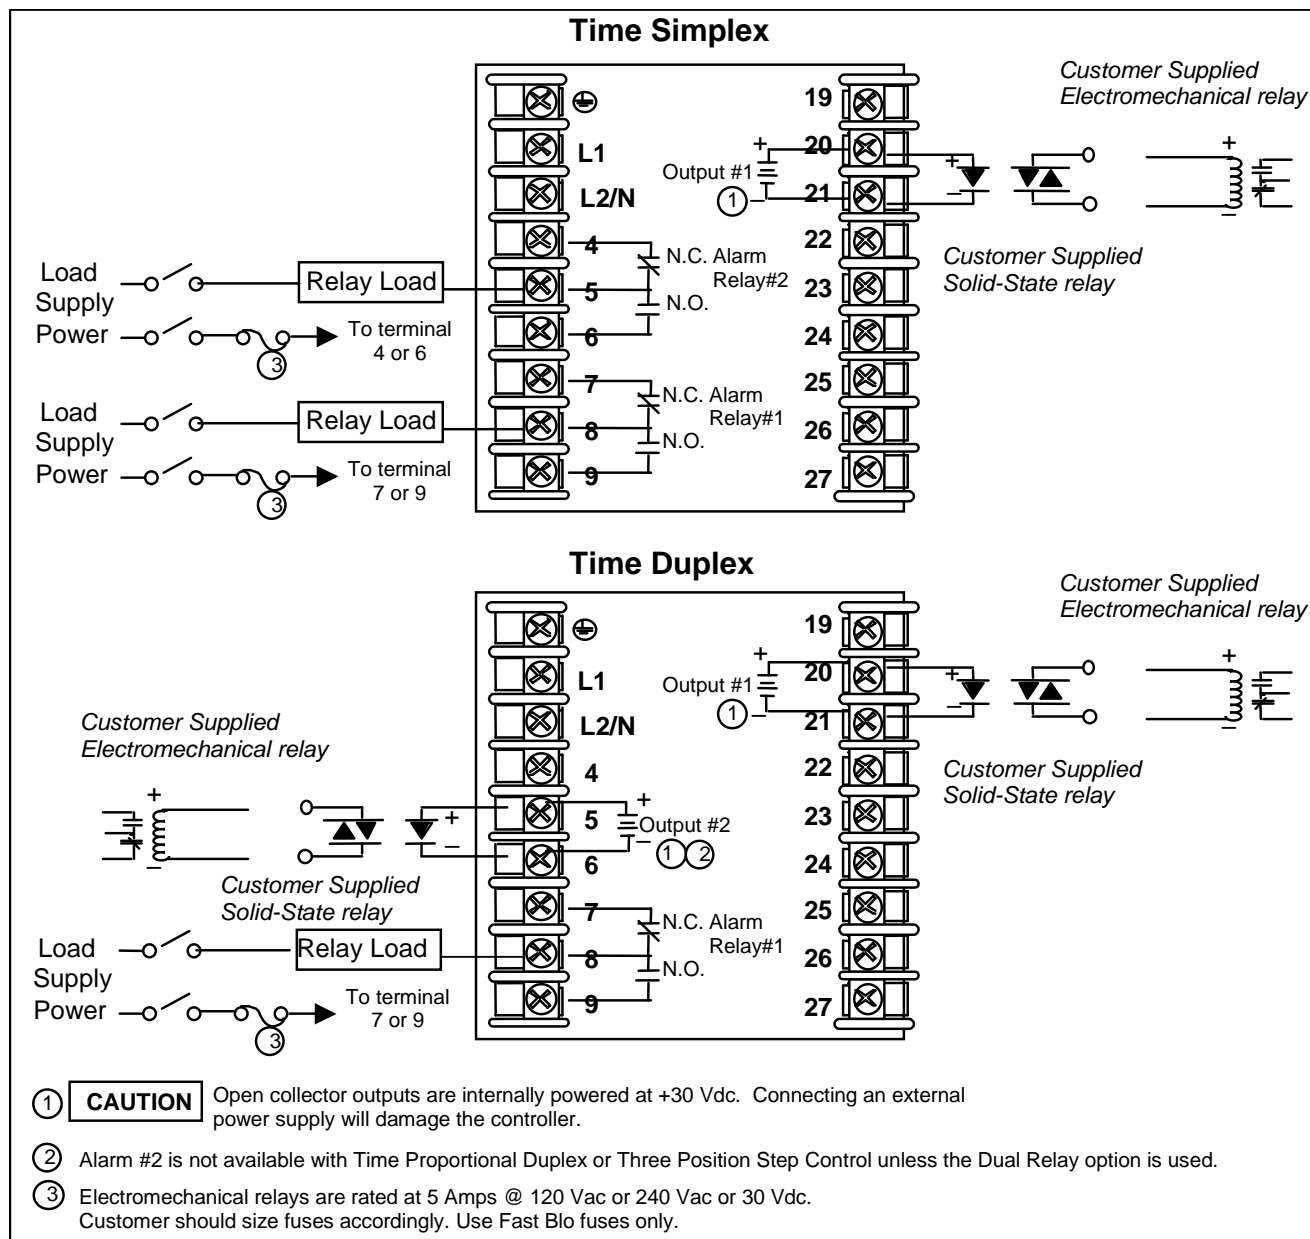 Time Simplex
Customer Supplied
Electromechanical relay
19
L1
+
20
+
+
Output #1
L2/N
1
–
21
–
–
4
N.C. Alarm
Relay#2
22
Customer Supplied
Solid-State relay
Load
Supply
Power
Relay Load
5
N.O.
23
To terminal
4 or 6
3
6
24
7
N.C. Alarm
Relay#1
25
Load
Supply
Power
Relay Load
8
N.O.
26
To terminal
7 or 9
3
9
27
Time Duplex
Customer Supplied
Electromechanical relay
19
L1
+
20
+
+
Output #1
L2/N
1
–
21
–
–
Customer Supplied
Electromechanical relay
4
22
Customer Supplied
Solid-State relay
+
+
5
+
Output #2
23
–
–
6
–
1
2
24
Customer Supplied
Solid-State relay
7
N.C. Alarm
Relay#1
25
Load
Supply
Power
Relay Load
8
N.O.
26
To terminal
7 or 9
3
9
27
1 CAUTION Open collector outputs are internally powered at +30 Vdc. Connecting an external
power supply will damage the controller.
2 Alarm #2 is not available with Time Proportional Duplex or Three Position Step Control unless the Dual Relay option is used.
3 Electromechanical relays are rated at 5 Amps @ 120 Vac or 240 Vac or 30 Vdc.
Customer should size fuses accordingly. Use Fast Blo fuses only.